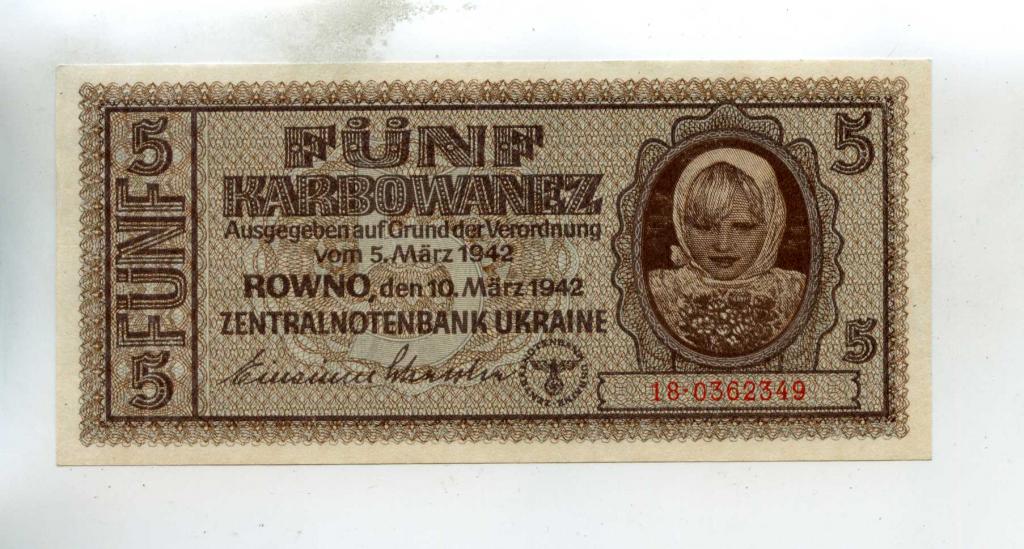 5
FÜNF
5
FÜNF
KARBOWANEZ
Ausgegeben auf Grund der Verordnung
vom 5. März 1942
ROWNO, den 10. März 1942
ZENTRALNOTENBANK UKRAINE
5
5
18·0362349